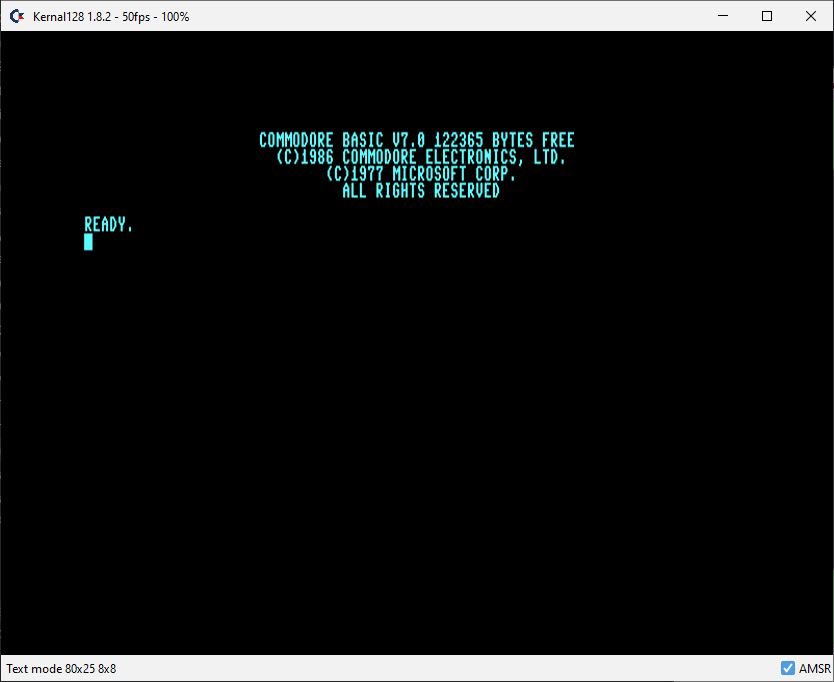 Kernal128 1.8.2 - 50fps - 100%
COMMODORE BASIC V7.0 122365 BYTES FREE
(C)1986 COMMODORE ELECTRONICS, LTD.
(C)1977 MICROSOFT CORP.
ALL RIGHTS RESERVED
READY.
Text mode 80x25 8x8
AMSR